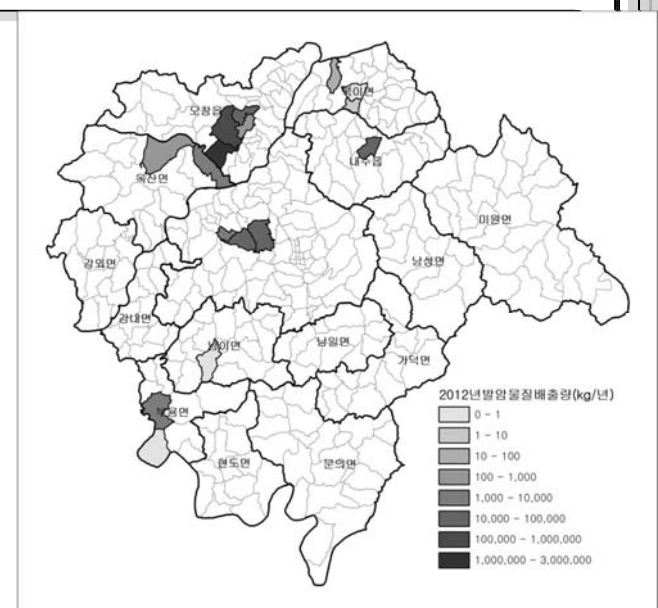 오창읍
북이면
내수읍
옥산면
미원면
강외면
낭성면
강내면
남이면
남일면
가덕면
부용면
현도면
문의면
2012년발암물질배출량(kg/년)
0 - 1
1 - 10
10 - 100
100 - 1,000
1,000 - 10,000
10,000 - 100,000
100,000 - 1,000,000
1,000,000 - 3,000,000